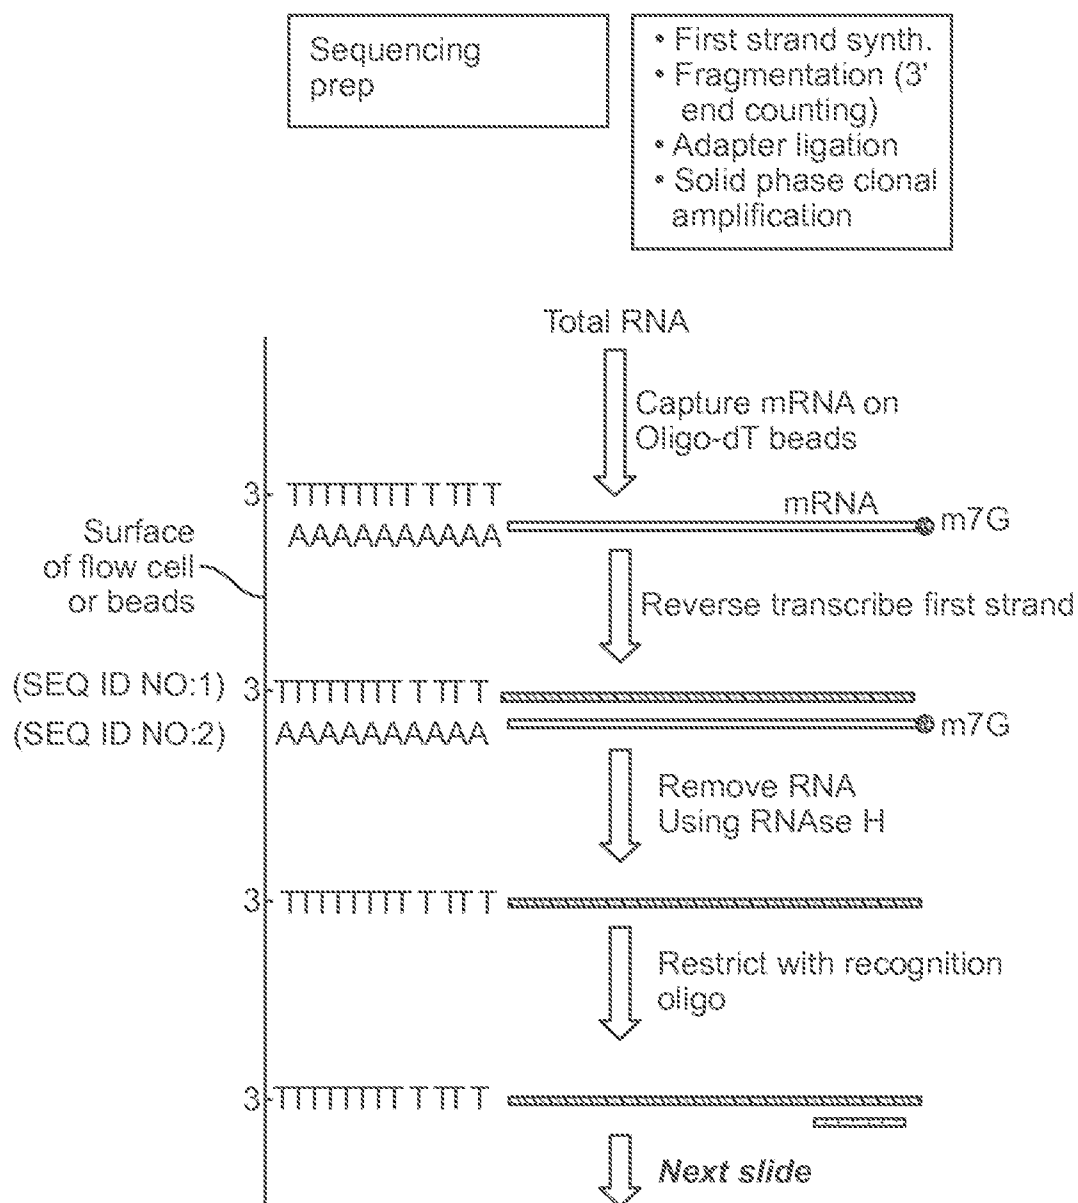 Sequencing
prep
• First strand synth.
• Fragmentation (3'
end counting)
• Adapter ligation
• Solid phase clonal
amplification
Total RNA
Capture mRNA on
Oligo-dT beads
3- TTTTTTTT T TT T
mRNA
AAAAAAAAAA
m7G
Surface
of flow cell
or beads
Reverse transcribe first strand
(SEQ ID NO:1) 3- TTTTTTTT T TT T
(SEQ ID NO:2) AAAAAAAAAA
m7G
Remove RNA
Using RNAse H
3- TTTTTTTT T TT T
Restrict with recognition
oligo
3- TTTTTTTT T TT T
Next slide